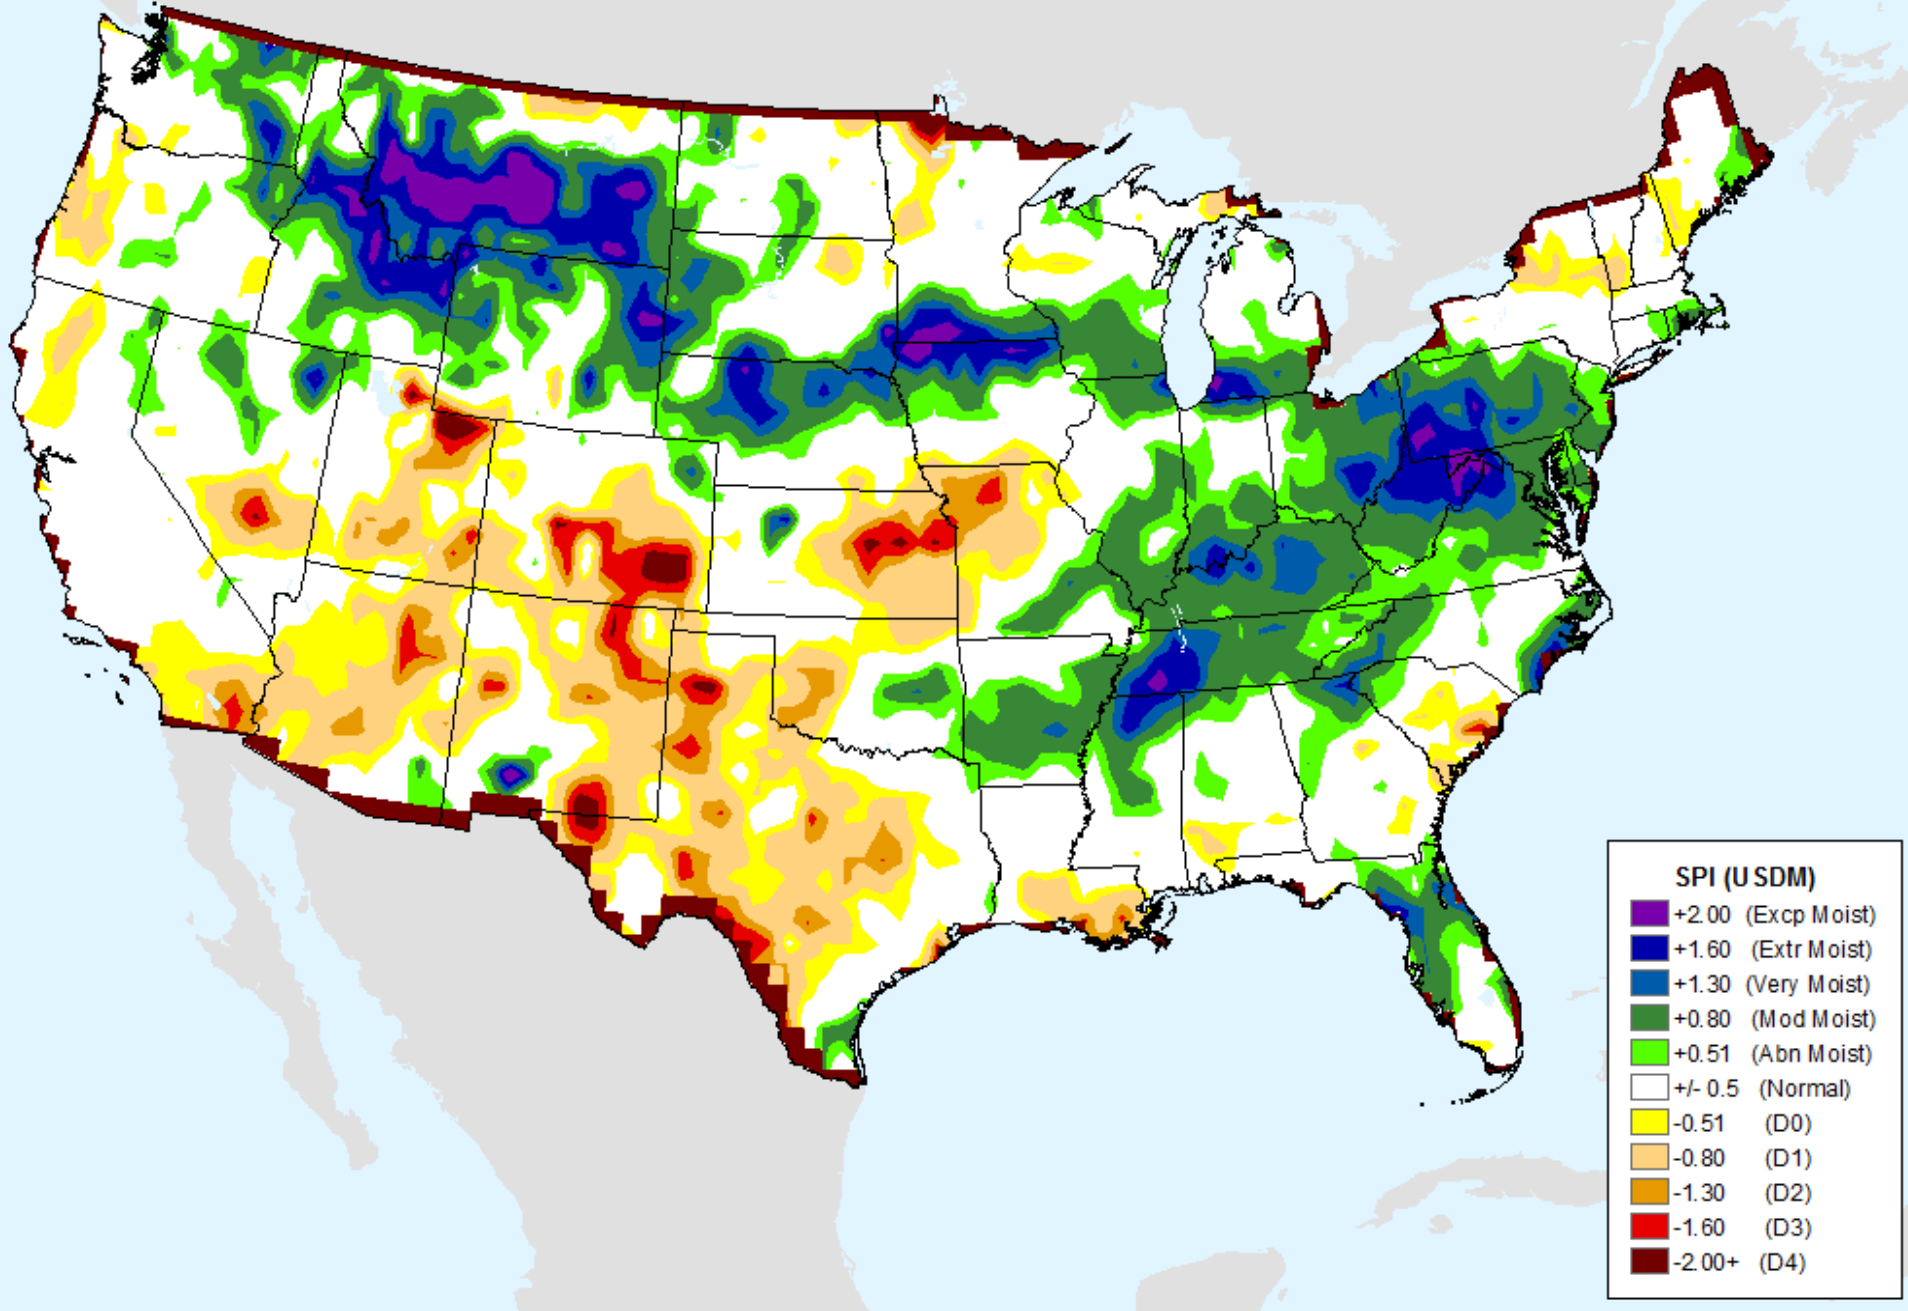 SPI (USDM)
+2.00 (Excp Moist)
+1.60 (Extr Moist)
+1.30 (Very Moist)
+0.80 (Mod Moist)
+0.51 (Abn Moist)
+/- 0.5 (Normal)
-0.51 (D0)
-0.80 (D1)
-1.30 (D2)
-1.60 (D3)
-2.00+ (D4)